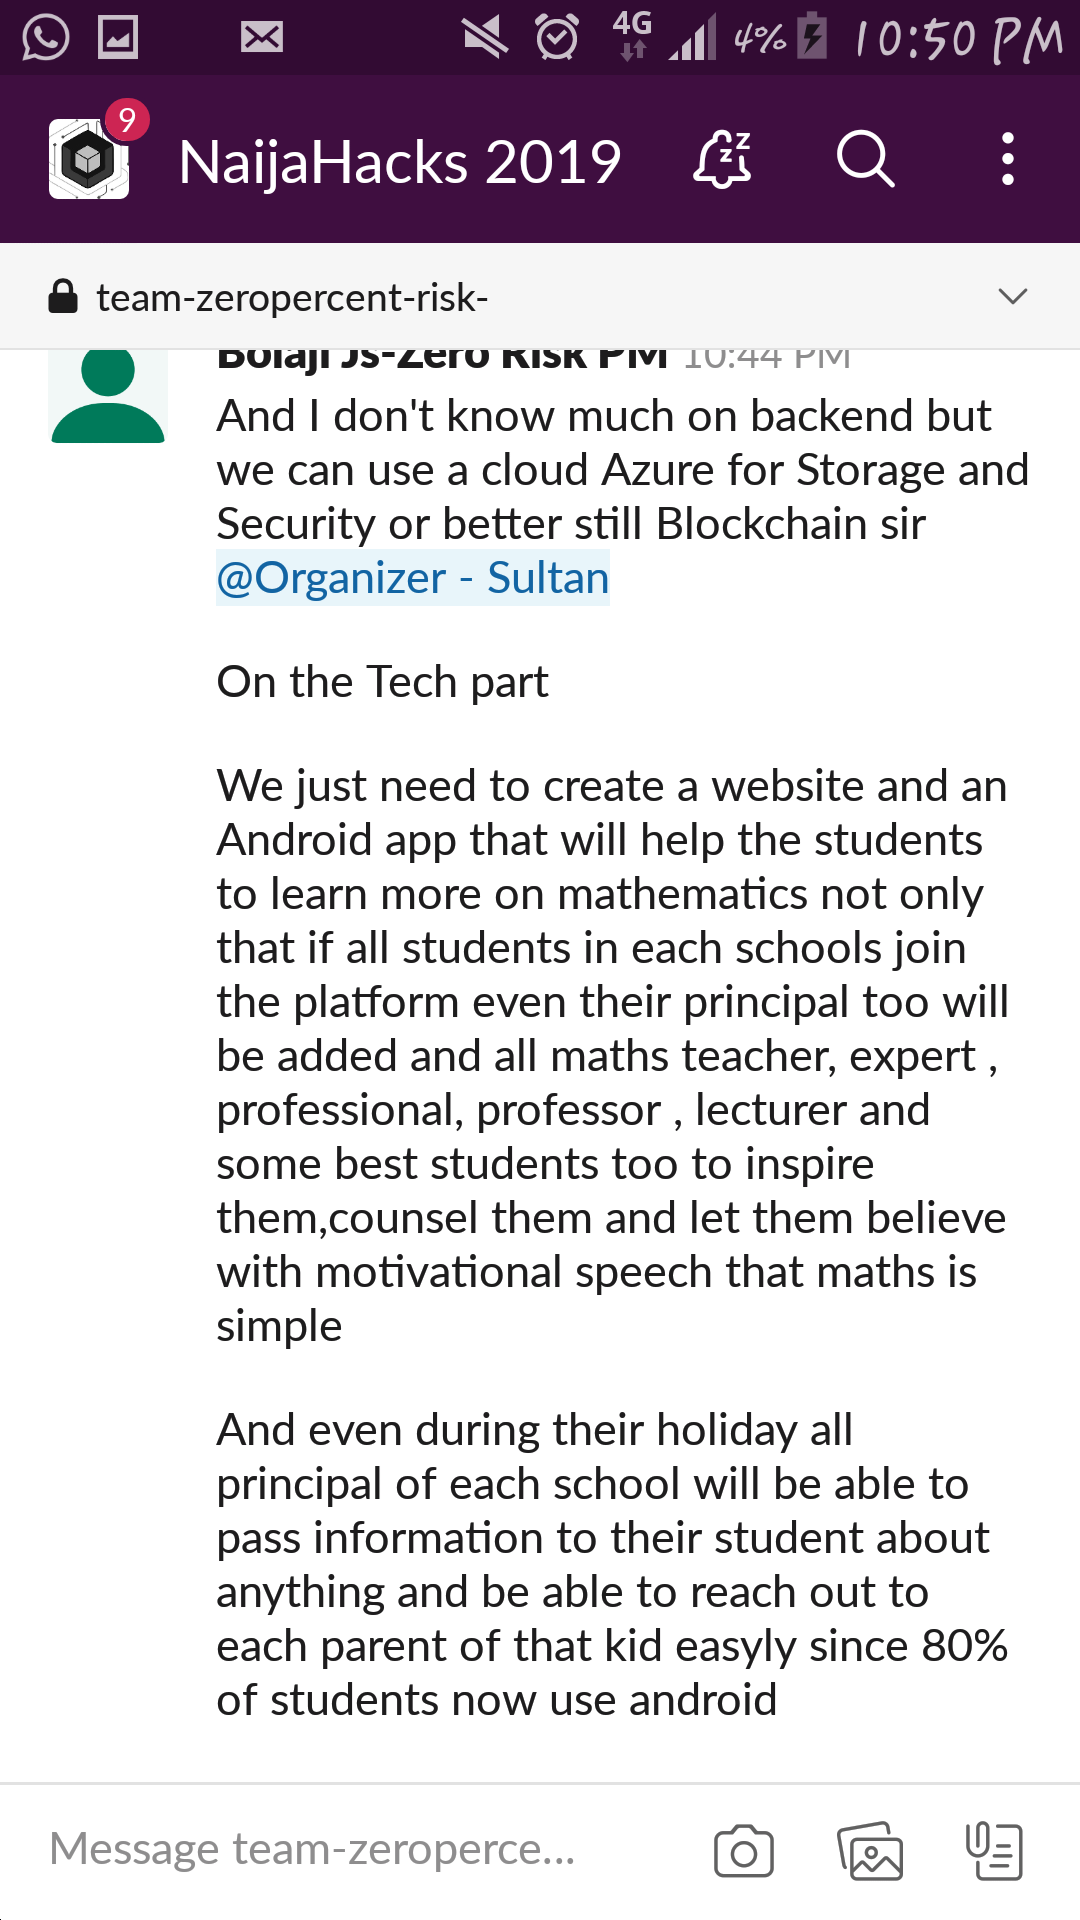 4G 4% 10:50 PM
9
NaijaHacks 2019
team-zeropercent-risk-
Bolaji Js-Zero Risk PM 10:44 PM
And I don't know much on backend but
we can use a cloud Azure for Storage and
Security or better still Blockchain sir
@Organizer - Sultan
On the Tech part
We just need to create a website and an
Android app that will help the students
to learn more on mathematics not only
that if all students in each schools join
the platform even their principal too will
be added and all maths teacher, expert ,
professional, professor , lecturer and
some best students too to inspire
them,counsel them and let them believe
with motivational speech that maths is
simple
And even during their holiday all
principal of each school will be able to
pass information to their student about
anything and be able to reach out to
each parent of that kid easyly since 80%
of students now use android
Message team-zeroperce...